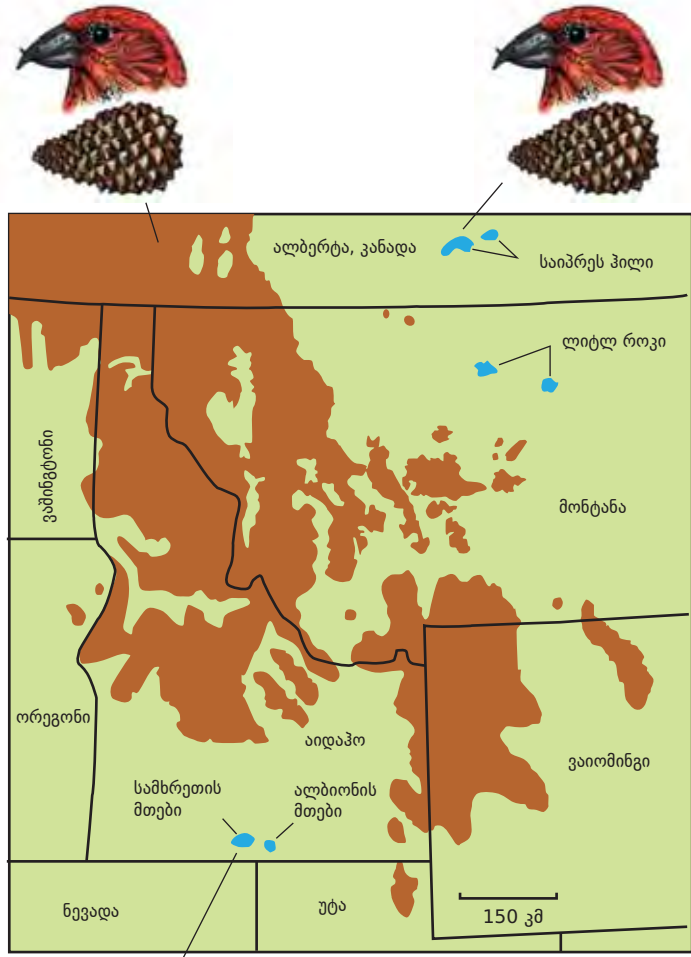 ალბერტა, კანადა
საიპრეს ჰილი
ლიტლ როკი
ვაშინგტონი
მონტანა
ორეგონი
აიდაჰო
ვაიომინგი
სამხრეთის
მთები
ალბიონის
მთები
ნევადა
უტა
150 კმ